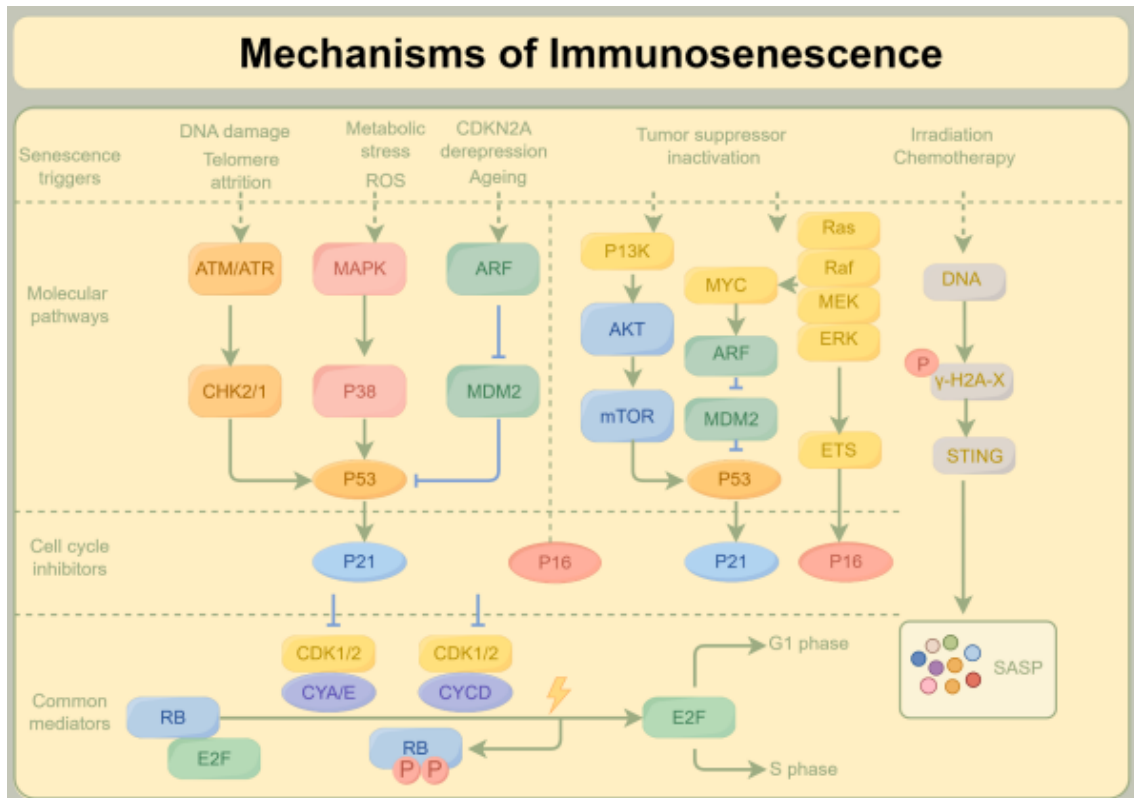 Mechanisms of Immunosenescence
Senescence
triggers
DNA damage
Telomere
attrition
Metabolic
stress
ROS
CDKN2A
derepression
Ageing
Tumor suppressor
inactivation
Irradiation
Chemotherapy
Molecular
pathways
ATM/ATR
MAPK
ARF
CHK2/1
P38
MDM2
P53
P13K
AKT
mTOR
MYC
ARF
MDM2
P53
Ras
Raf
MEK
ERK
ETS
DNA
P
γ-H2A-X
STING
Cell cycle
inhibitors
P21
P16
P21
P16
Common
mediators
CDK1/2
CYA/E
CDK1/2
CYCD
RB
E2F
RB
P P
E2F
G1 phase
S phase
SASP